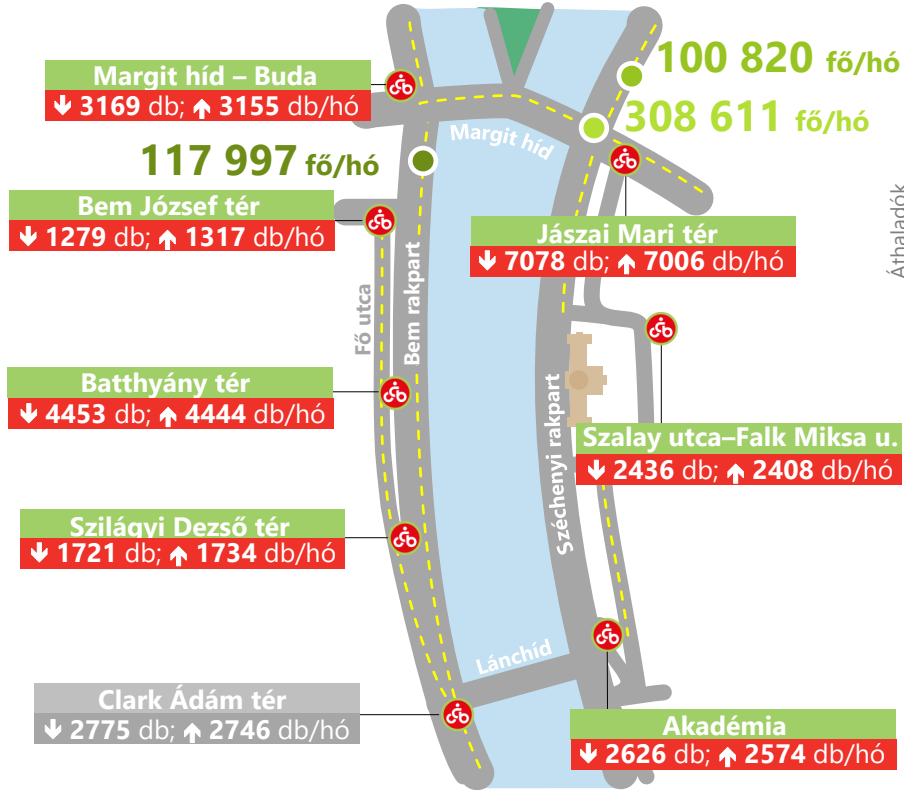 100 820 fő/hó
Margit híd – Buda
↓ 3169 db; ↑ 3155 db/hó
308 611 fő/hó
Margit híd
117 997 fő/hó
Bem József tér
↓ 1279 db; ↑ 1317 db/hó
Jászai Mari tér
↓ 7078 db; ↑ 7006 db/hó
Áthaladók
Fő utca
Bem rakpart
Batthyány tér
↓ 4453 db; ↑ 4444 db/hó
Széchenyi rakpart
Szalay utca–Falk Miksa u.
↓ 2436 db; ↑ 2408 db/hó
Szilágyi Dezső tér
↓ 1721 db; ↑ 1734 db/hó
Lánchíd
Clark Ádám tér
↓ 2775 db; ↑ 2746 db/hó
Akadémia
↓ 2626 db; ↑ 2574 db/hó